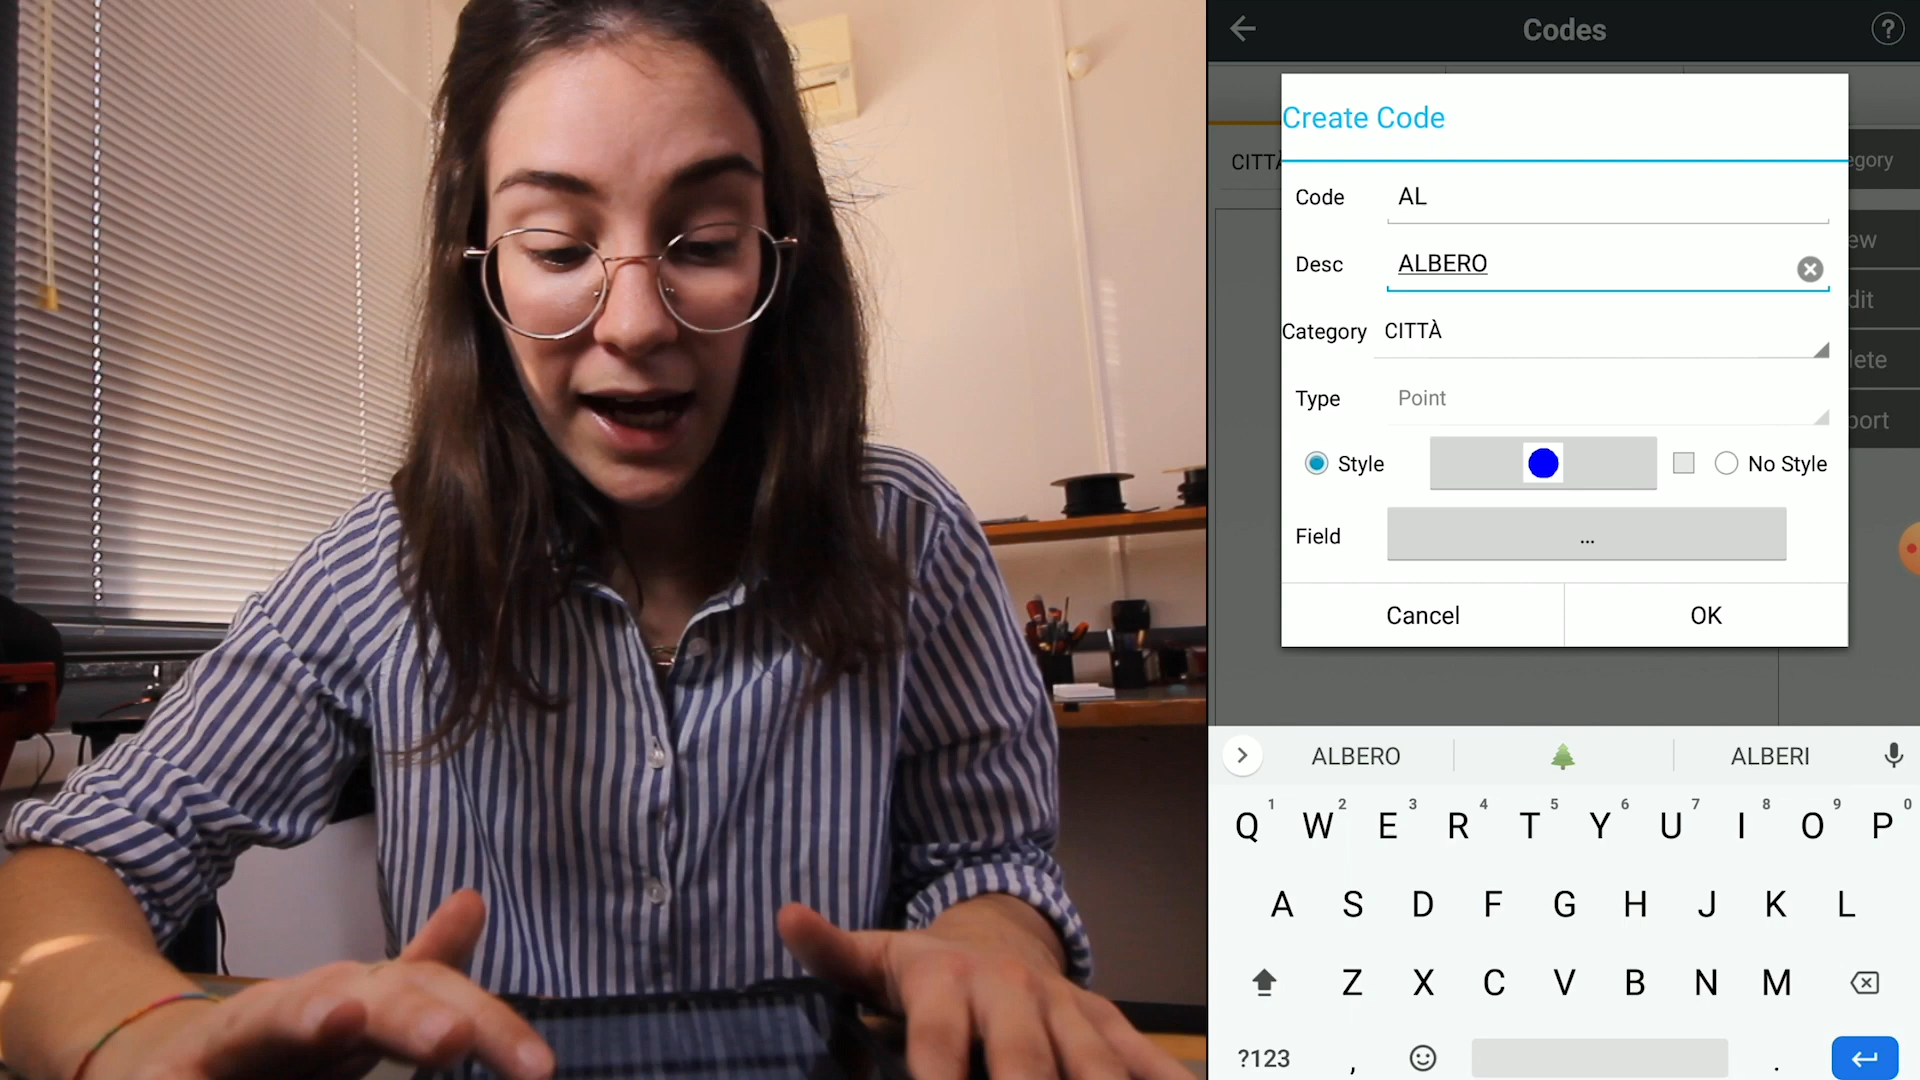 Codes
?
Create Code
CITTÀ
egory
Code AL
ew
Desc ALBERO
dit
Category CITTÀ
lete
Type Point
port
Style No Style
Field ...
Cancel OK
ALBERO ALBERI
1 2 3 4 5 6 7 8 9 0
Q W E R T Y U I O P
A S D F G H J K L
Z X C V B N M
?123 , .